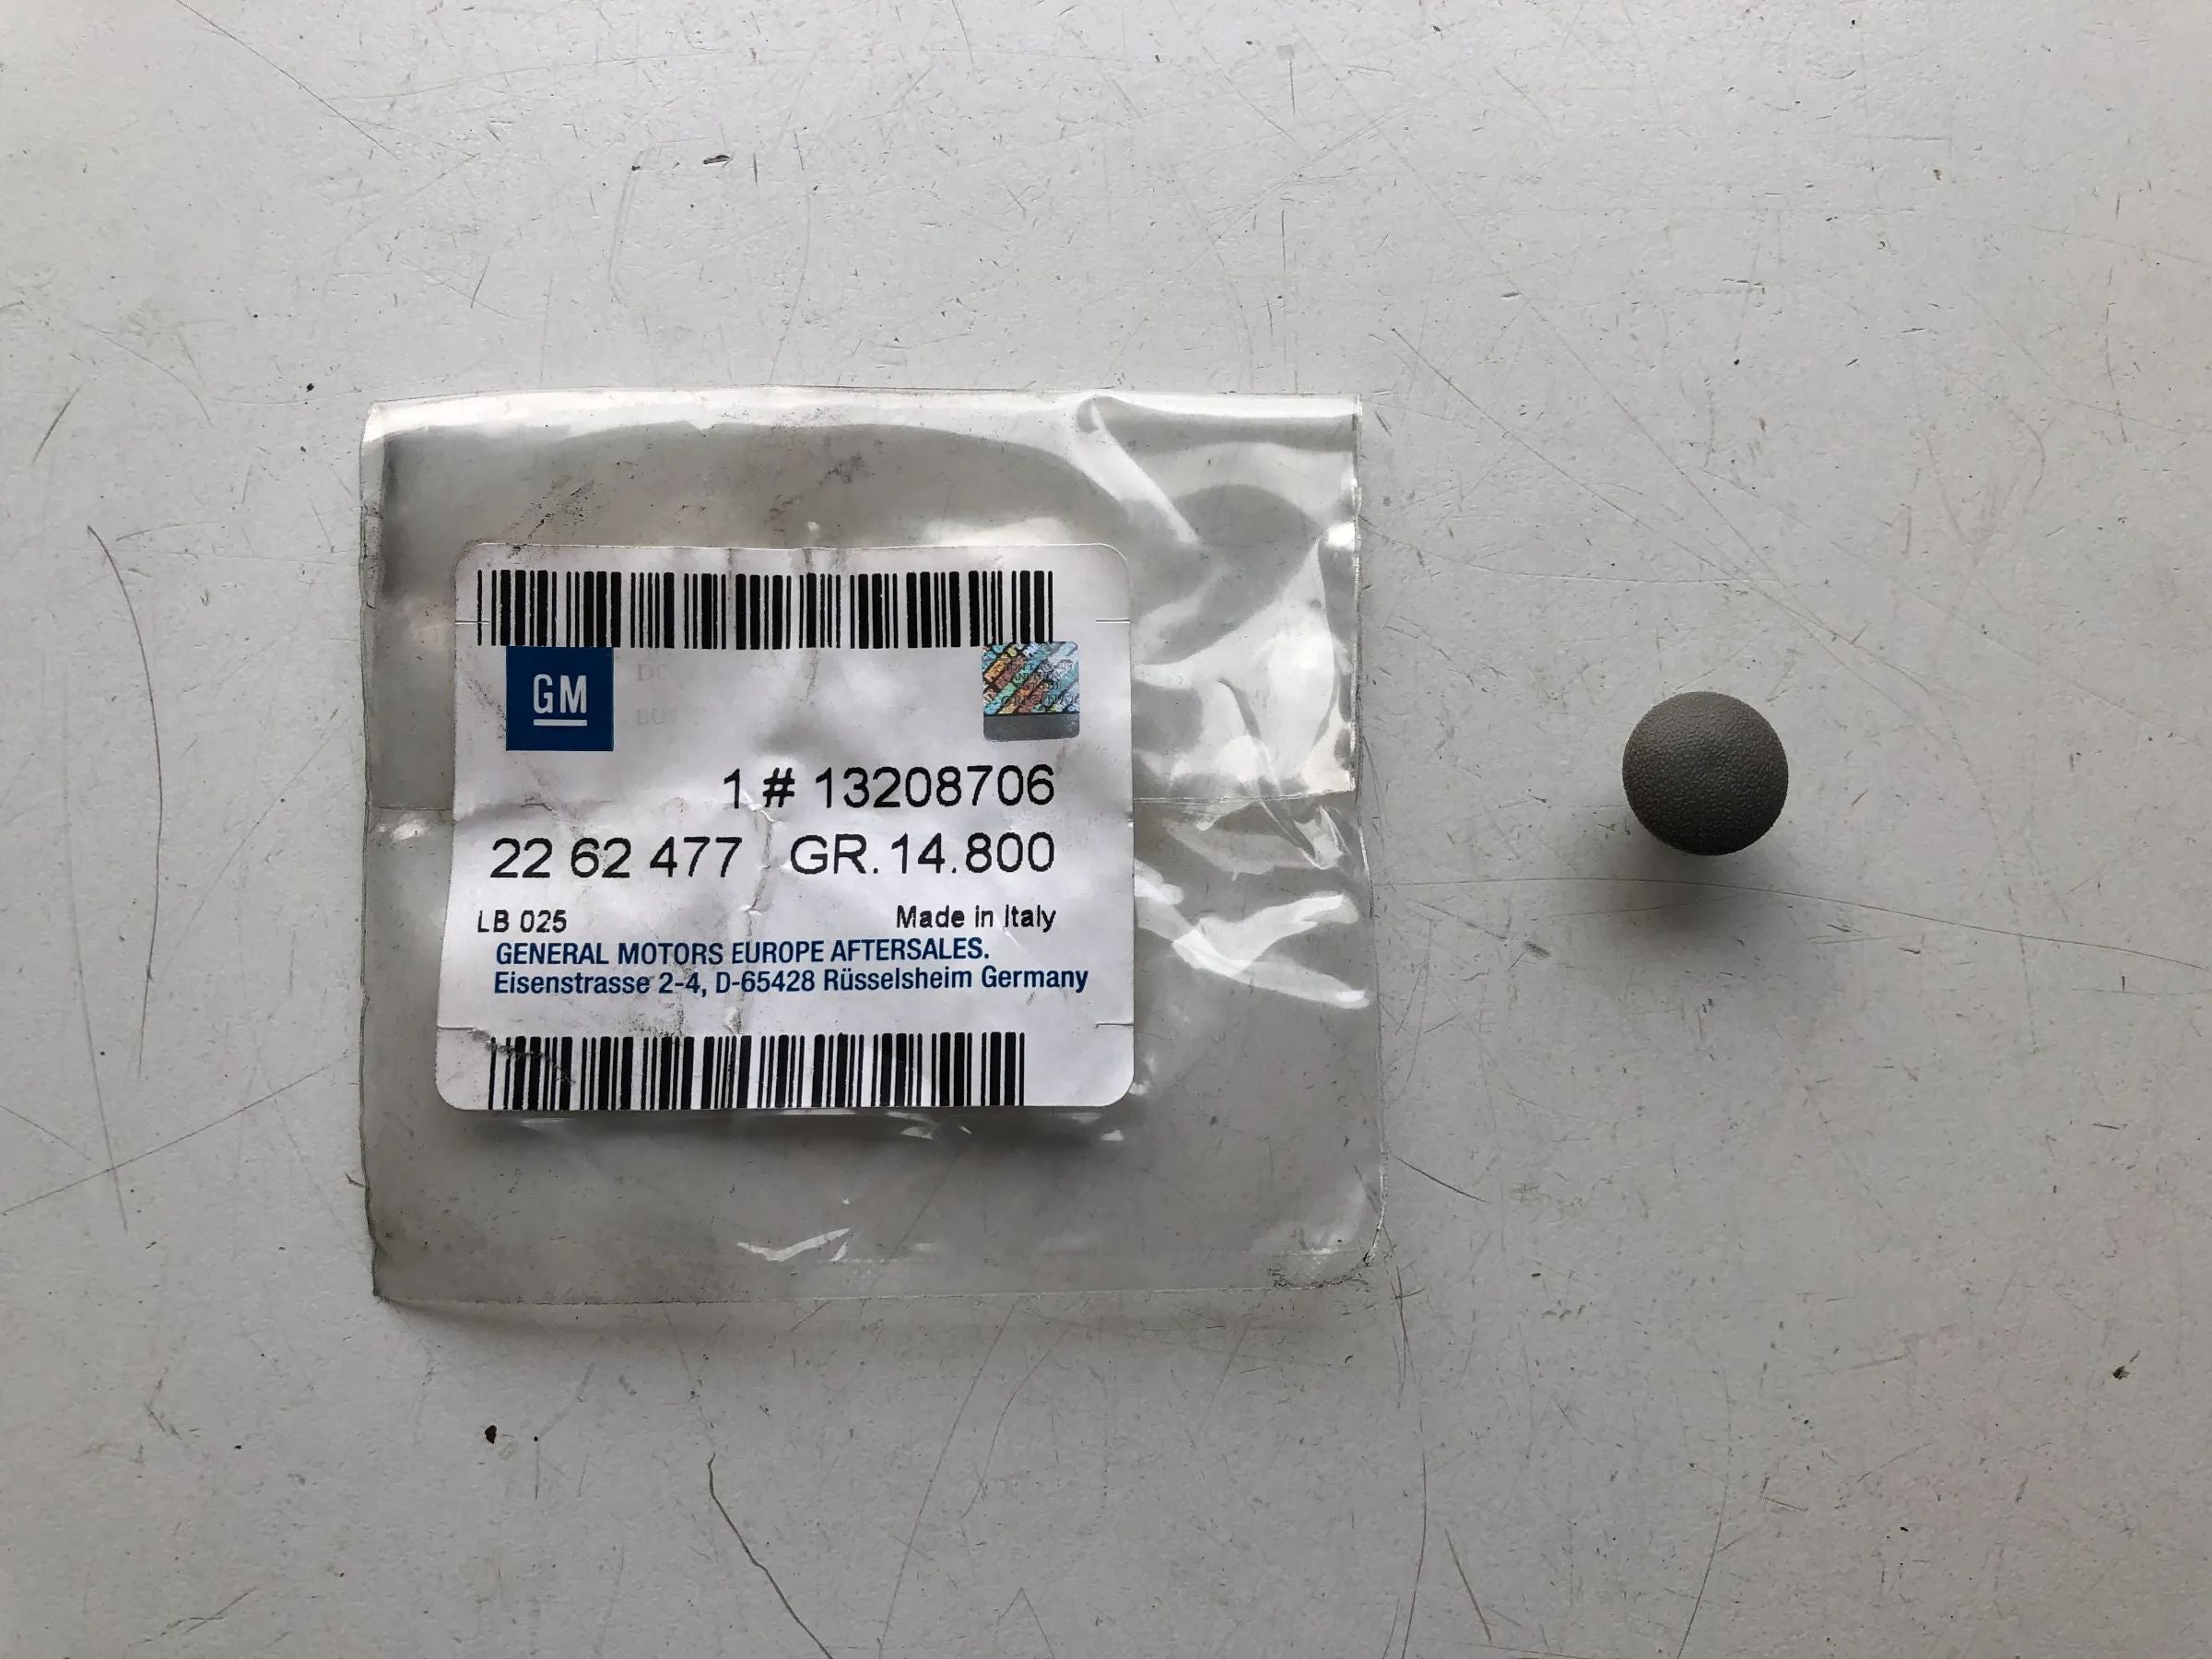 GM
1 # 13208706
22 62 477 GR. 14.800
LB 025 Made in Italy
GENERAL MOTORS EUROPE AFTERSALES.
Eisenstrasse 2-4, D-65428 Rüsselsheim Germany